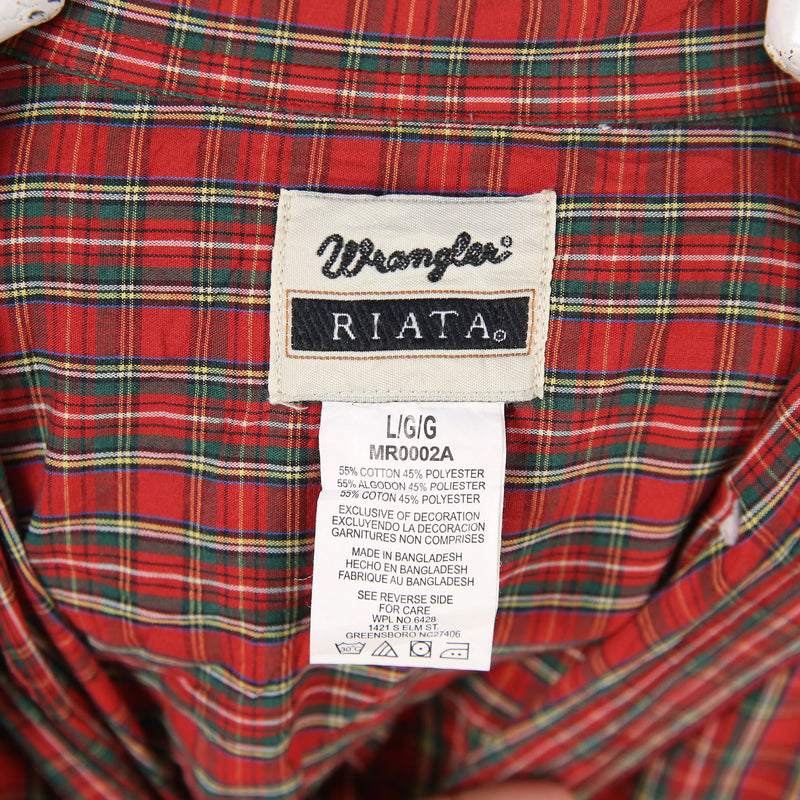 Wrangler®
RIATA®
L/G/G
MR0002A
55% COTTON 45% POLYESTER
55% ALGODON 45% POLIESTER
55% COTON 45% POLYESTER
EXCLUSIVE OF DECORATION
EXCLUYENDO LA DECORACION
GARNITURES NON COMPRISES
MADE IN BANGLADESH
HECHO EN BANGLADESH
FABRIQUE AU BANGLADESH
SEE REVERSE SIDE
FOR CARE
WPL NO.6428
1421 S ELM ST.
GREENSBORO NC27406
30°C